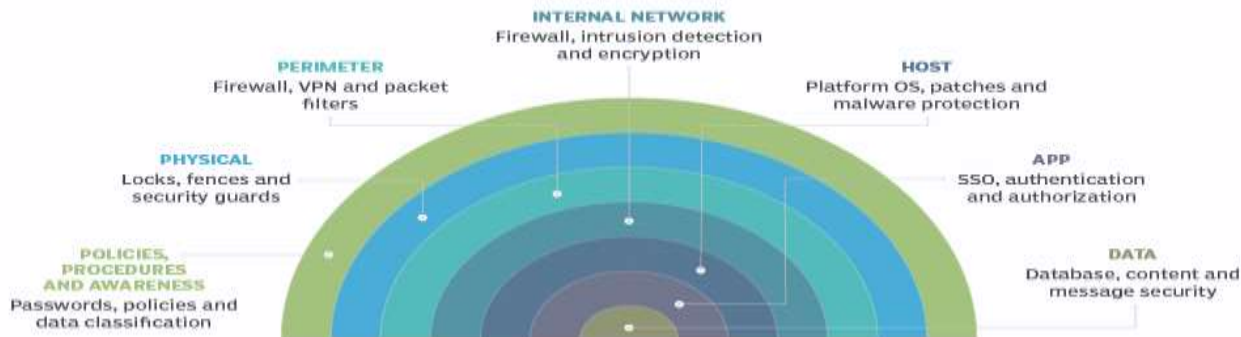 INTERNAL NETWORK
Firewall, intrusion detection
and encryption
PERIMETER
Firewall, VPN and packet
filters
HOST
Platform OS, patches and
malware protection
PHYSICAL
Locks, fences and
security guards
APP
SSO, authentication
and authorization
POLICIES,
PROCEDURES
AND AWARENESS
Passwords, policies and
data classification
DATA
Database, content and
message security